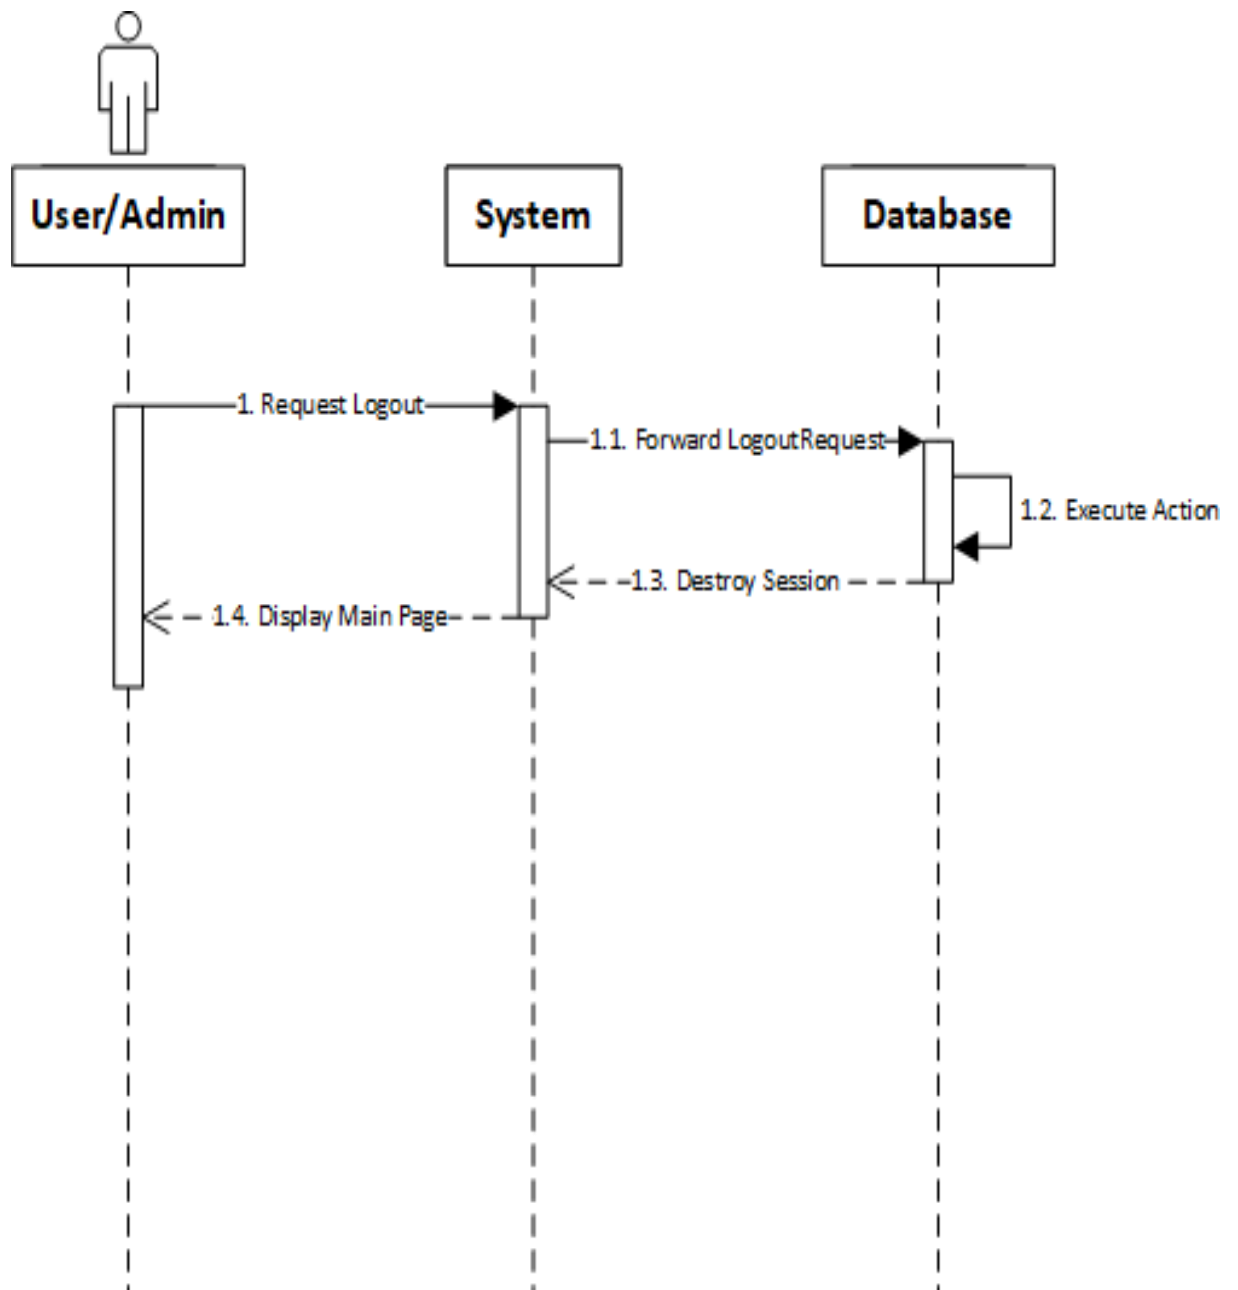 User/Admin
System
Database
1. Request Logout
1.1. Forward LogoutRequest
1.2. Execute Action
1.3. Destroy Session
1.4. Display Main Page